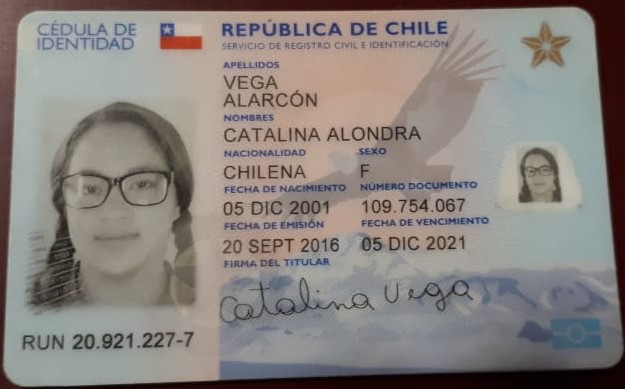 CÉDULA DE
IDENTIDAD
REPÚBLICA DE CHILE
SERVICIO DE REGISTRO CIVIL E IDENTIFICACIÓN
APELLIDOS
VEGA
ALARCÓN
NOMBRES
CATALINA ALONDRA
NACIONALIDAD SEXO
CHILENA F
FECHA DE NACIMIENTO NÚMERO DOCUMENTO
05 DIC 2001 109.754.067
FECHA DE EMISIÓN FECHA DE VENCIMIENTO
20 SEPT 2016 05 DIC 2021
FIRMA DEL TITULAR
Catalina Vega
RUN 20.921.227-7